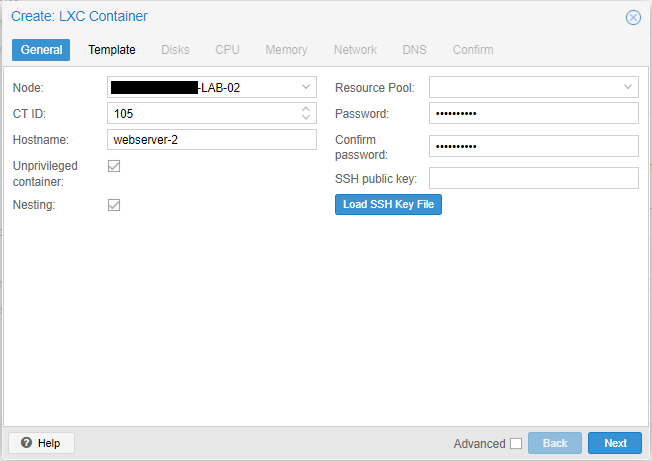 Create: LXC Container
General Template Disks CPU Memory Network DNS Confirm
Node: -LAB-02
CT ID: 105
Hostname: webserver-2
Unprivileged
container:
Nesting:
Resource Pool:
Password: ••••••••••
Confirm
password: ••••••••••
SSH public key:
Load SSH Key File
Help Advanced Back Next